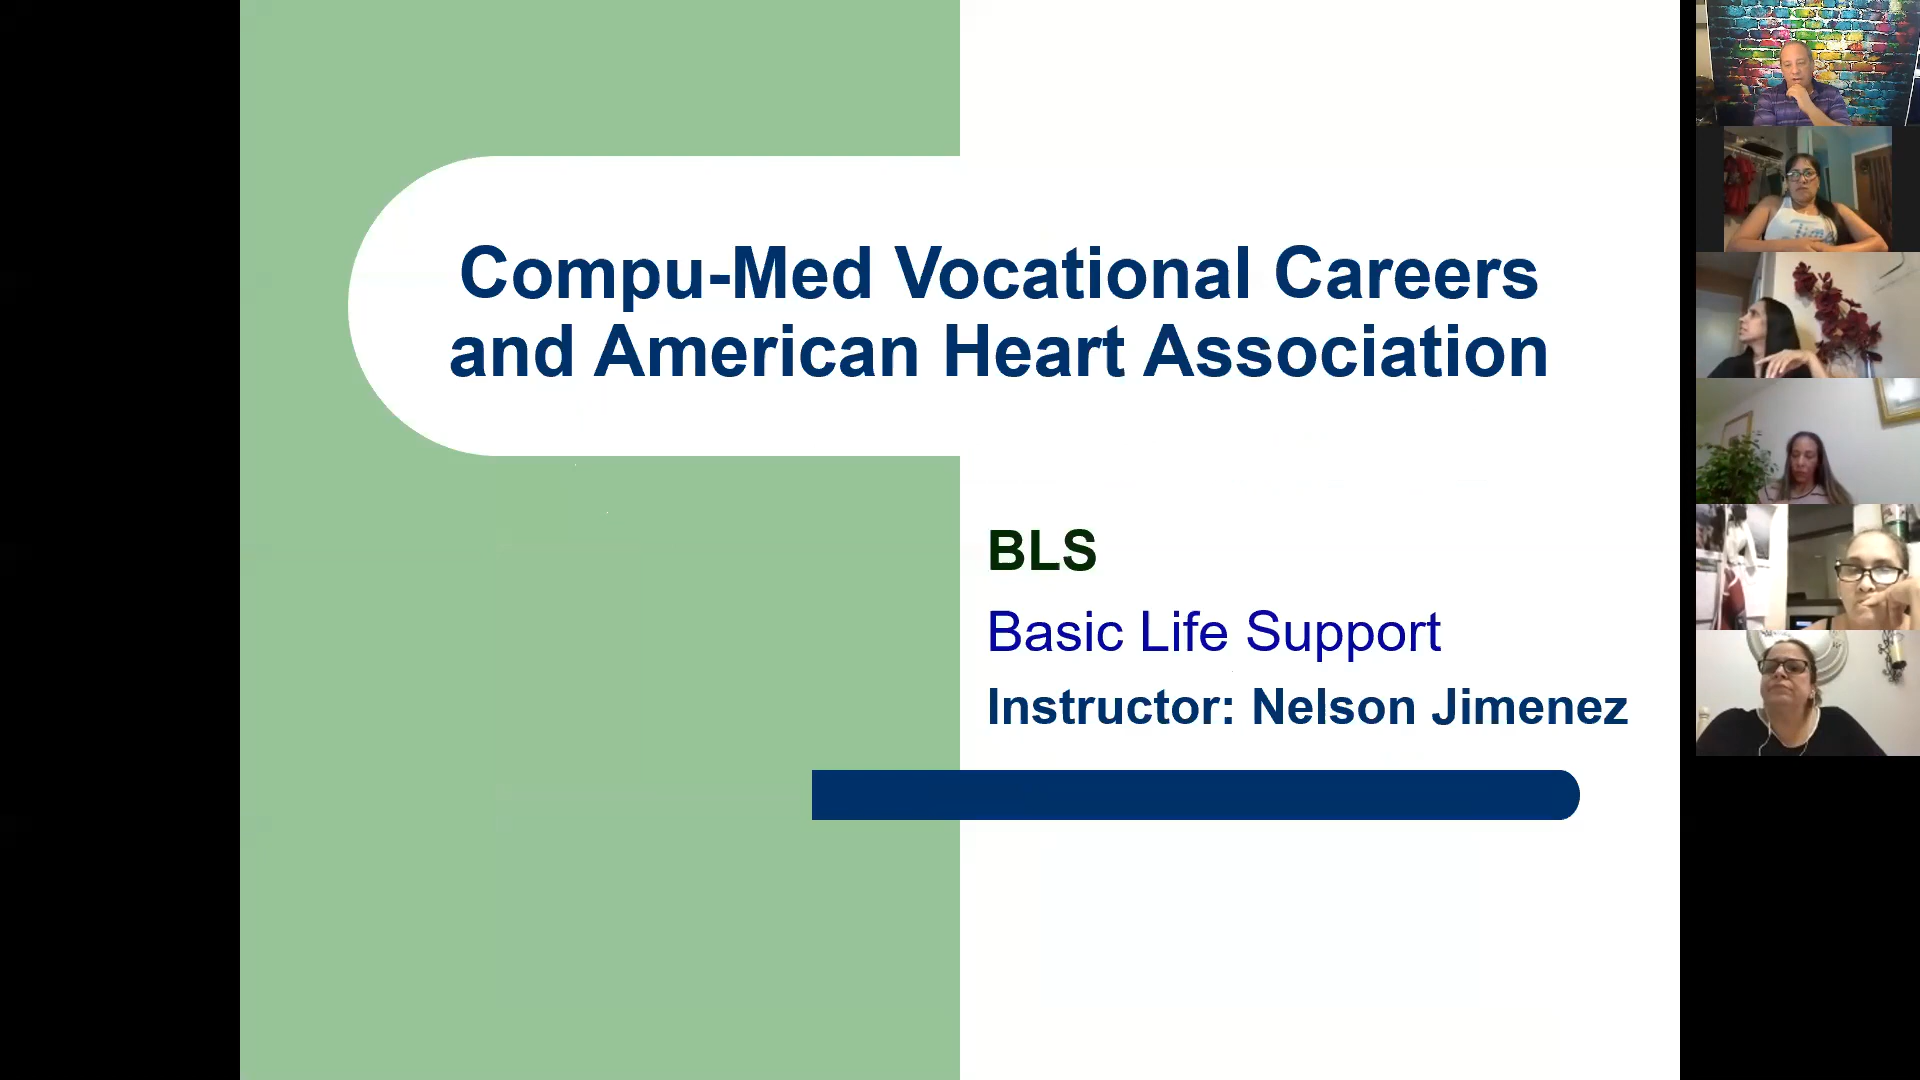 Compu-Med Vocational Careers
and American Heart Association
BLS
Basic Life Support
Instructor: Nelson Jimenez